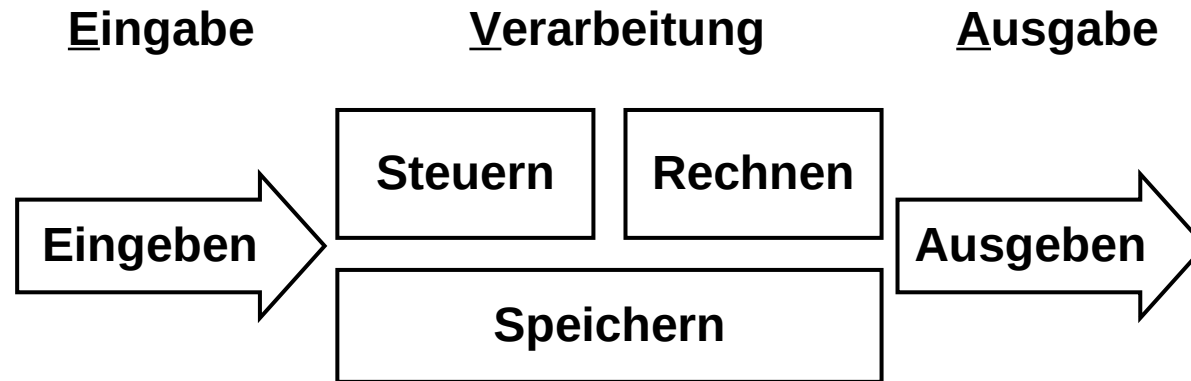 Eingabe
Verarbeitung
Ausgabe
Steuern
Rechnen
Eingeben
Ausgeben
Speichern